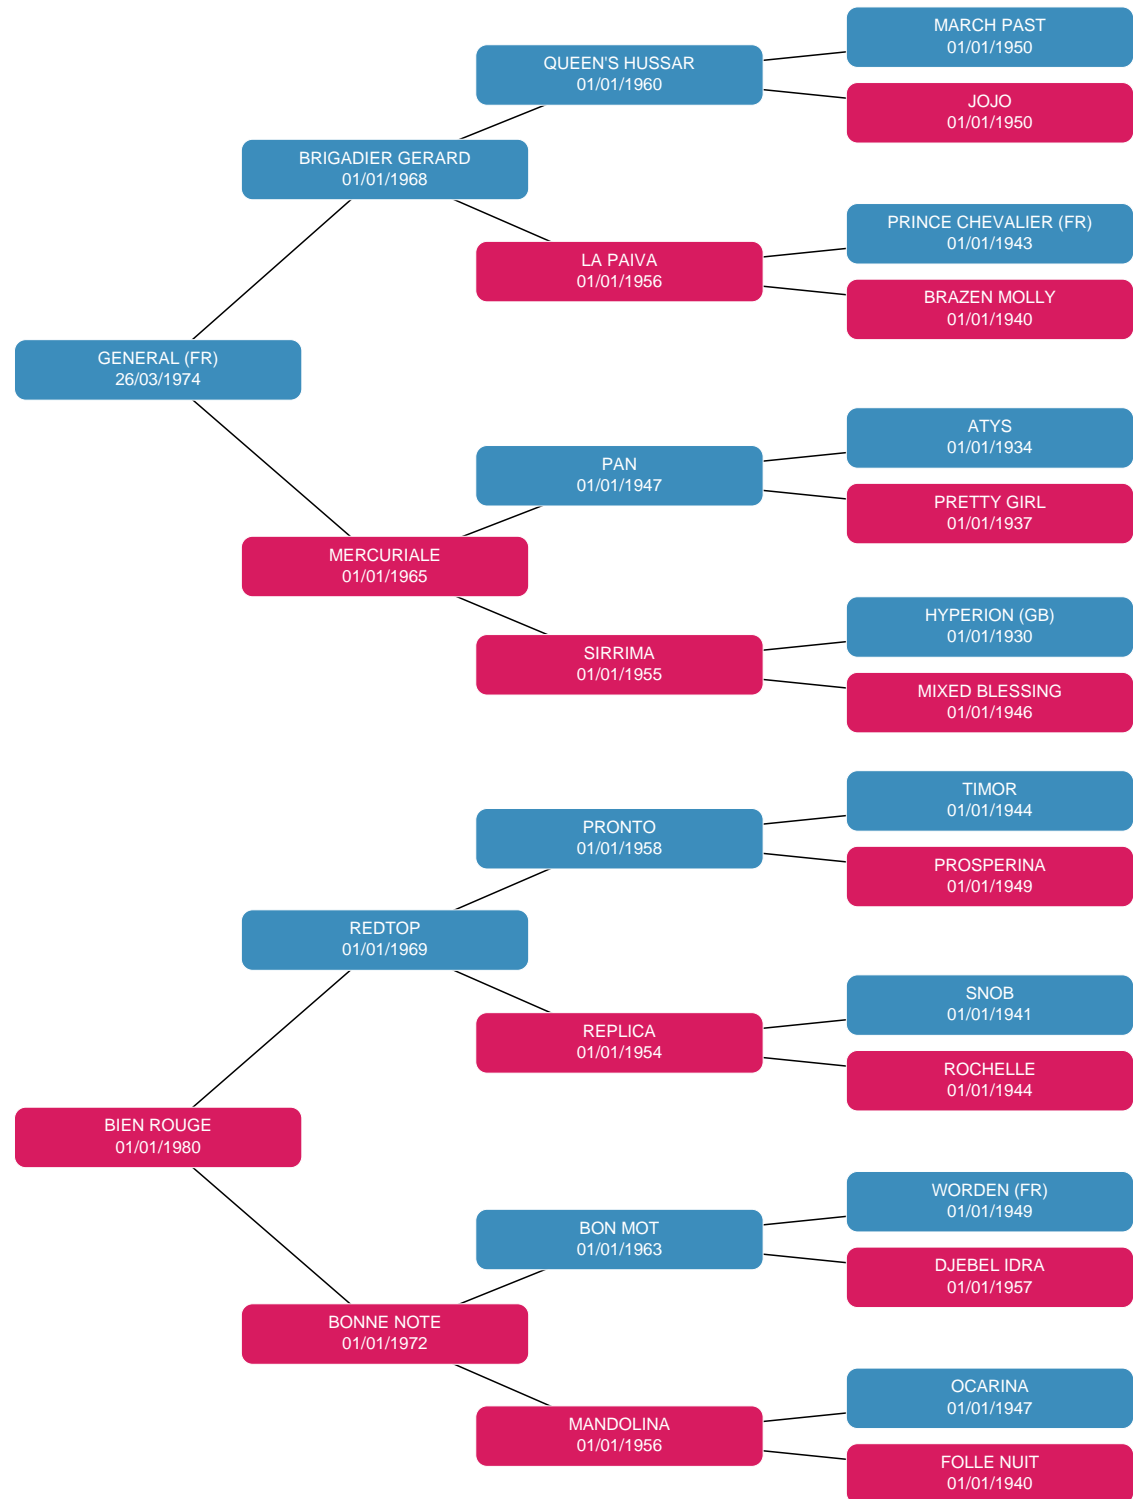 MARCH PAST
01/01/1950
QUEEN'S HUSSAR
01/01/1960
JOJO
01/01/1950
BRIGADIER GERARD
01/01/1968
PRINCE CHEVALIER (FR)
01/01/1943
LA PAIVA
01/01/1956
BRAZEN MOLLY
01/01/1940
GENERAL (FR)
26/03/1974
ATYS
01/01/1934
PAN
01/01/1947
PRETTY GIRL
01/01/1937
MERCURIALE
01/01/1965
HYPERION (GB)
01/01/1930
SIRRIMA
01/01/1955
MIXED BLESSING
01/01/1946
TIMOR
01/01/1944
PRONTO
01/01/1958
PROSPERINA
01/01/1949
REDTOP
01/01/1969
SNOB
01/01/1941
REPLICA
01/01/1954
ROCHELLE
01/01/1944
BIEN ROUGE
01/01/1980
WORDEN (FR)
01/01/1949
BON MOT
01/01/1963
DJEBEL IDRA
01/01/1957
BONNE NOTE
01/01/1972
OCARINA
01/01/1947
MANDOLINA
01/01/1956
FOLLE NUIT
01/01/1940